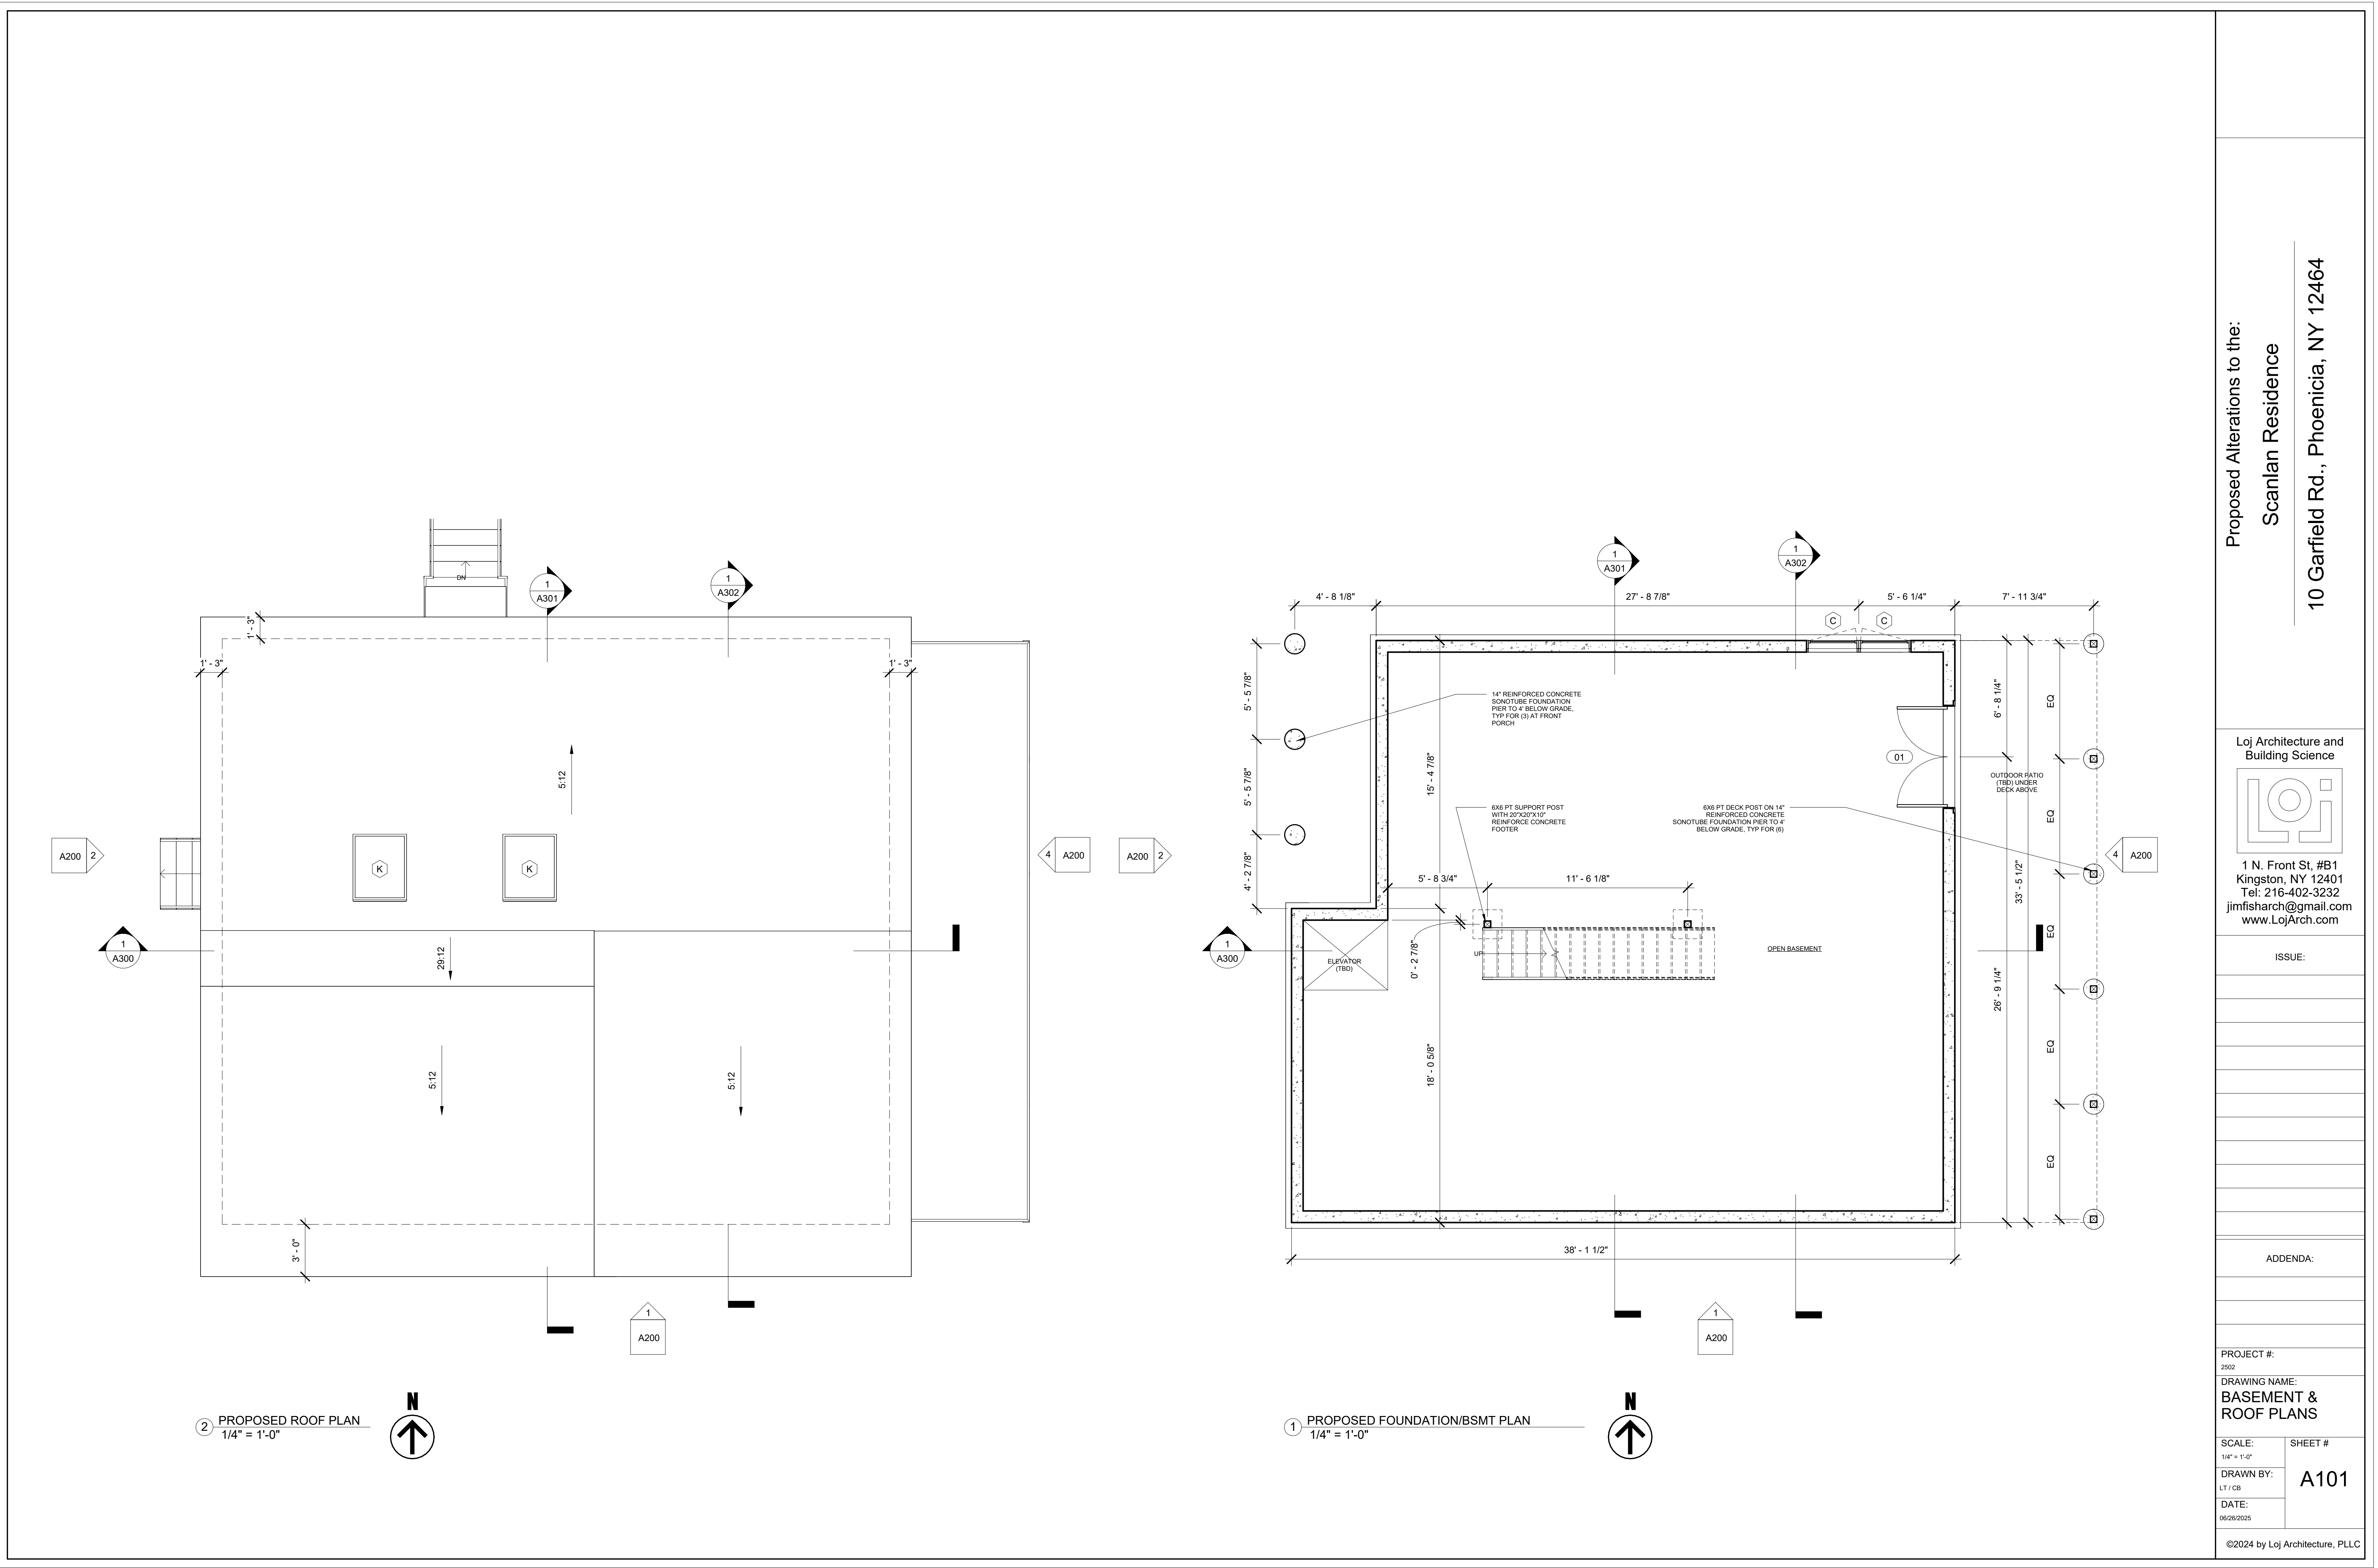 DN
1
A301
1
A302
1' - 3"
1' - 3"
1' - 3"
5:12
K
K
A200
2
4
A200
1
A300
29:12
5:12
5:12
3' - 0"
1
A200
2
PROPOSED ROOF PLAN
1/4" = 1'-0"
N
1
A301
1
A302
4' - 8 1/8"
27' - 8 7/8"
5' - 6 1/4"
7' - 11 3/4"
C
C
5' - 5 7/8"
5' - 5 7/8"
4' - 2 7/8"
14" REINFORCED CONCRETE
SONOTUBE FOUNDATION
PIER TO 4' BELOW GRADE,
TYP FOR (3) AT FRONT
PORCH
15' - 4 7/8"
6' - 8 1/4"
EQ
01
OUTDOOR PATIO
(TBD) UNDER
DECK ABOVE
6X6 PT SUPPORT POST
WITH 20"X20"X10"
REINFORCE CONCRETE
FOOTER
6X6 PT DECK POST ON 14"
REINFORCED CONCRETE
SONOTUBE FOUNDATION PIER TO 4'
BELOW GRADE, TYP FOR (6)
EQ
A200
2
4
A200
5' - 8 3/4"
11' - 6 1/8"
33' - 5 1/2"
EQ
1
A300
ELEVATOR
(TBD)
0' - 2 7/8"
UP
OPEN BASEMENT
26' - 9 1/4"
18' - 0 5/8"
EQ
EQ
38' - 1 1/2"
1
A200
1
PROPOSED FOUNDATION/BSMT PLAN
1/4" = 1'-0"
N
Proposed Alterations to the:
Scanlan Residence
10 Garfield Rd., Phoenicia, NY 12464
Loj Architecture and
Building Science
1 N. Front St, #B1
Kingston, NY 12401
Tel: 216-402-3232
jimfisharch@gmail.com
www.LojArch.com
ISSUE:
ADDENDA:
PROJECT #:
2502
DRAWING NAME:
BASEMENT &
ROOF PLANS
SCALE:
1/4" = 1'-0"
SHEET #
A101
DRAWN BY:
LT / CB
DATE:
06/26/2025
©2024 by Loj Architecture, PLLC